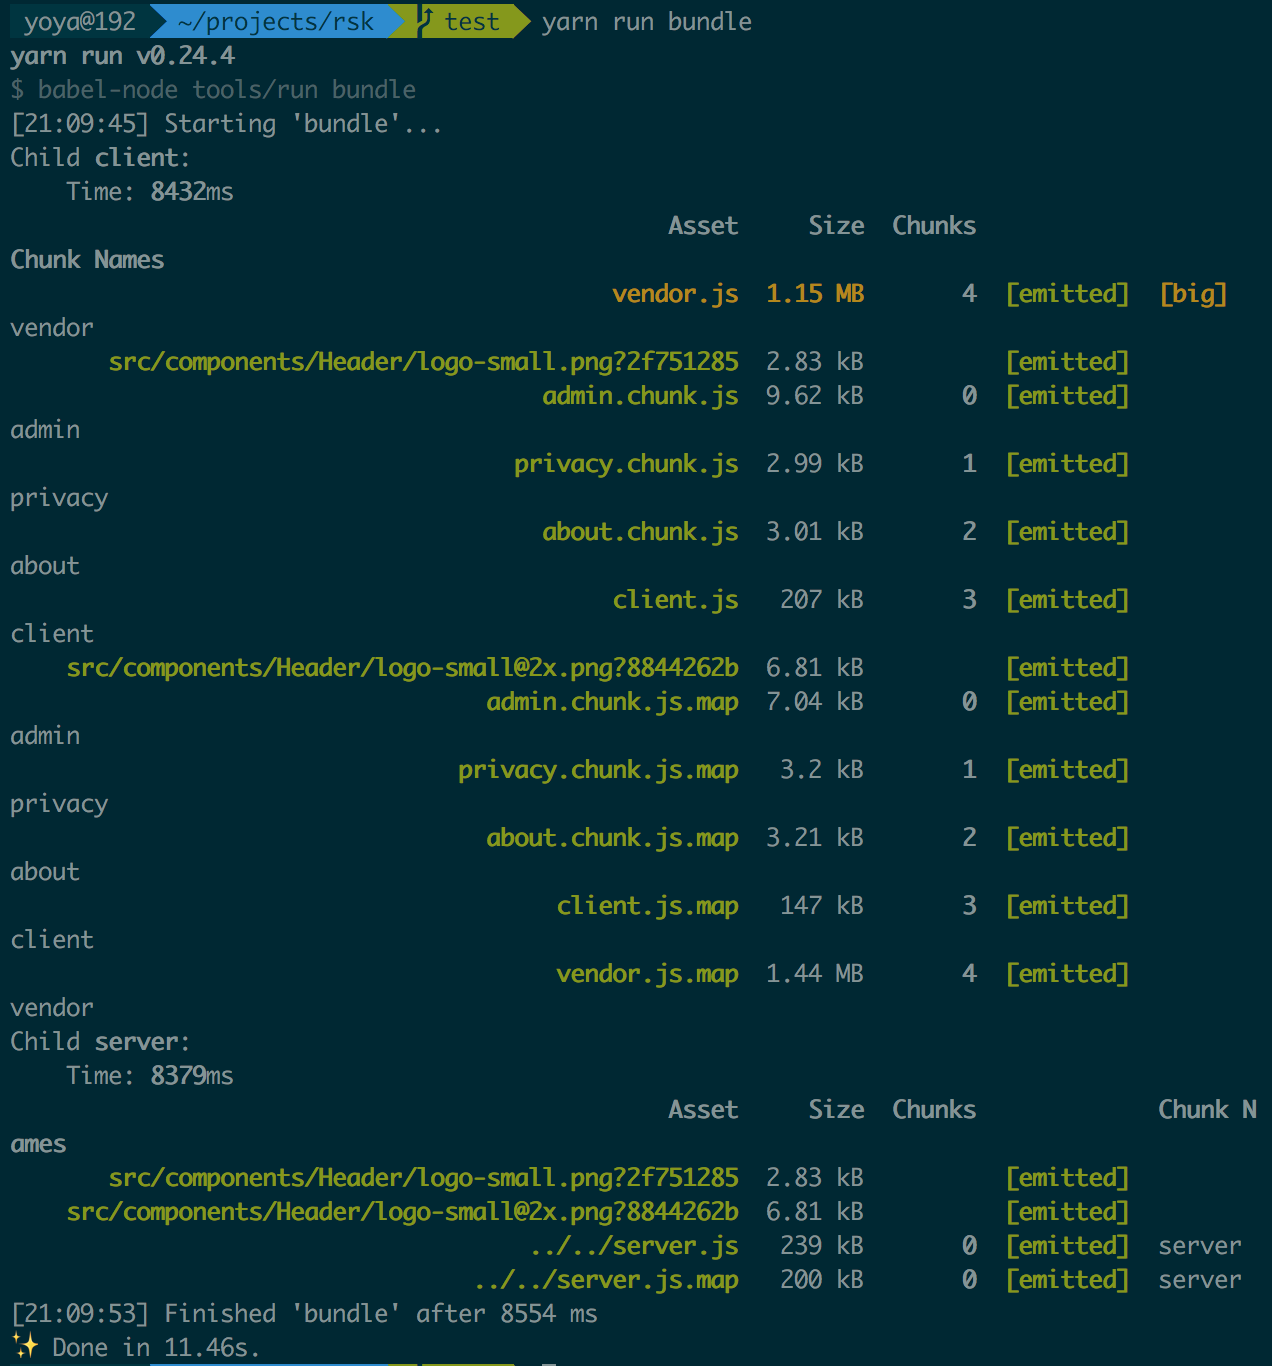 yoya@192 ~/projects/rsk test yarn run bundle
yarn run v0.24.4
$ babel-node tools/run bundle
[21:09:45] Starting 'bundle'...
Child client:
Time: 8432ms
Asset Size Chunks
Chunk Names
vendor.js 1.15 MB 4 [emitted] [big]
vendor
src/components/Header/logo-small.png?2f751285 2.83 kB [emitted]
admin.chunk.js 9.62 kB 0 [emitted]
admin
privacy.chunk.js 2.99 kB 1 [emitted]
privacy
about.chunk.js 3.01 kB 2 [emitted]
about
client.js 207 kB 3 [emitted]
client
src/components/Header/logo-small@2x.png?8844262b 6.81 kB [emitted]
admin.chunk.js.map 7.04 kB 0 [emitted]
admin
privacy.chunk.js.map 3.2 kB 1 [emitted]
privacy
about.chunk.js.map 3.21 kB 2 [emitted]
about
client.js.map 147 kB 3 [emitted]
client
vendor.js.map 1.44 MB 4 [emitted]
vendor
Child server:
Time: 8379ms
Asset Size Chunks Chunk N
ames
src/components/Header/logo-small.png?2f751285 2.83 kB [emitted]
src/components/Header/logo-small@2x.png?8844262b 6.81 kB [emitted]
../../server.js 239 kB 0 [emitted] server
../../server.js.map 200 kB 0 [emitted] server
[21:09:53] Finished 'bundle' after 8554 ms
✨ Done in 11.46s.